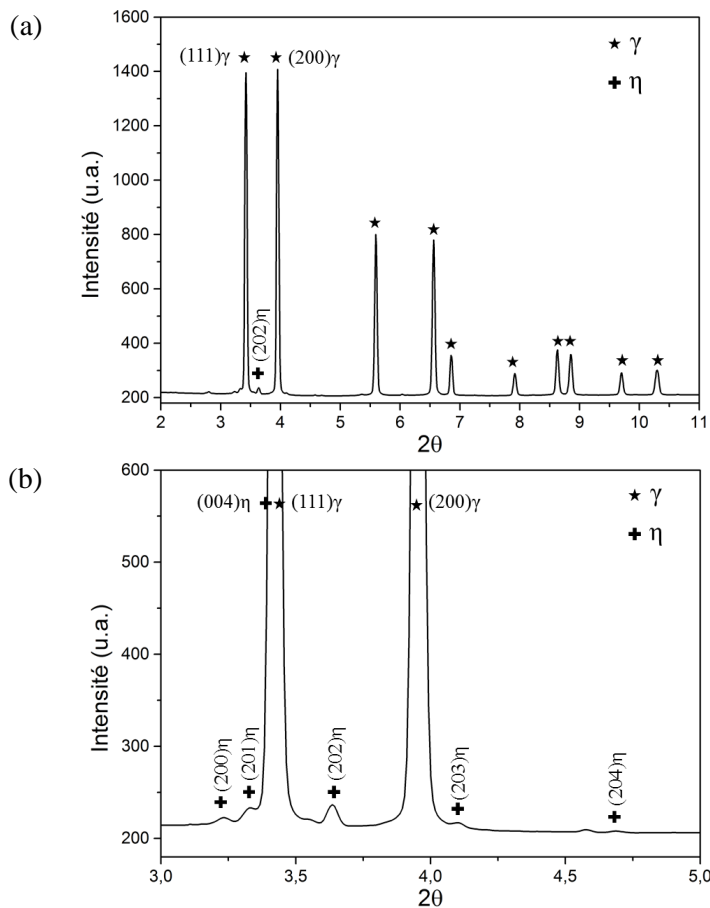 (a)
1600
1400
1200
1000
800
600
400
200
Intensité (u.a.)
(111)γ
(200)γ
(202)η
γ
η
2 3 4 5 6 7 8 9 10 11
2θ
(b)
600
500
400
300
200
Intensité (u.a.)
(004)η
(111)γ
(200)γ
γ
η
(200)η
(201)η
(202)η
(203)η
(204)η
3,0 3,5 4,0 4,5 5,0
2θ